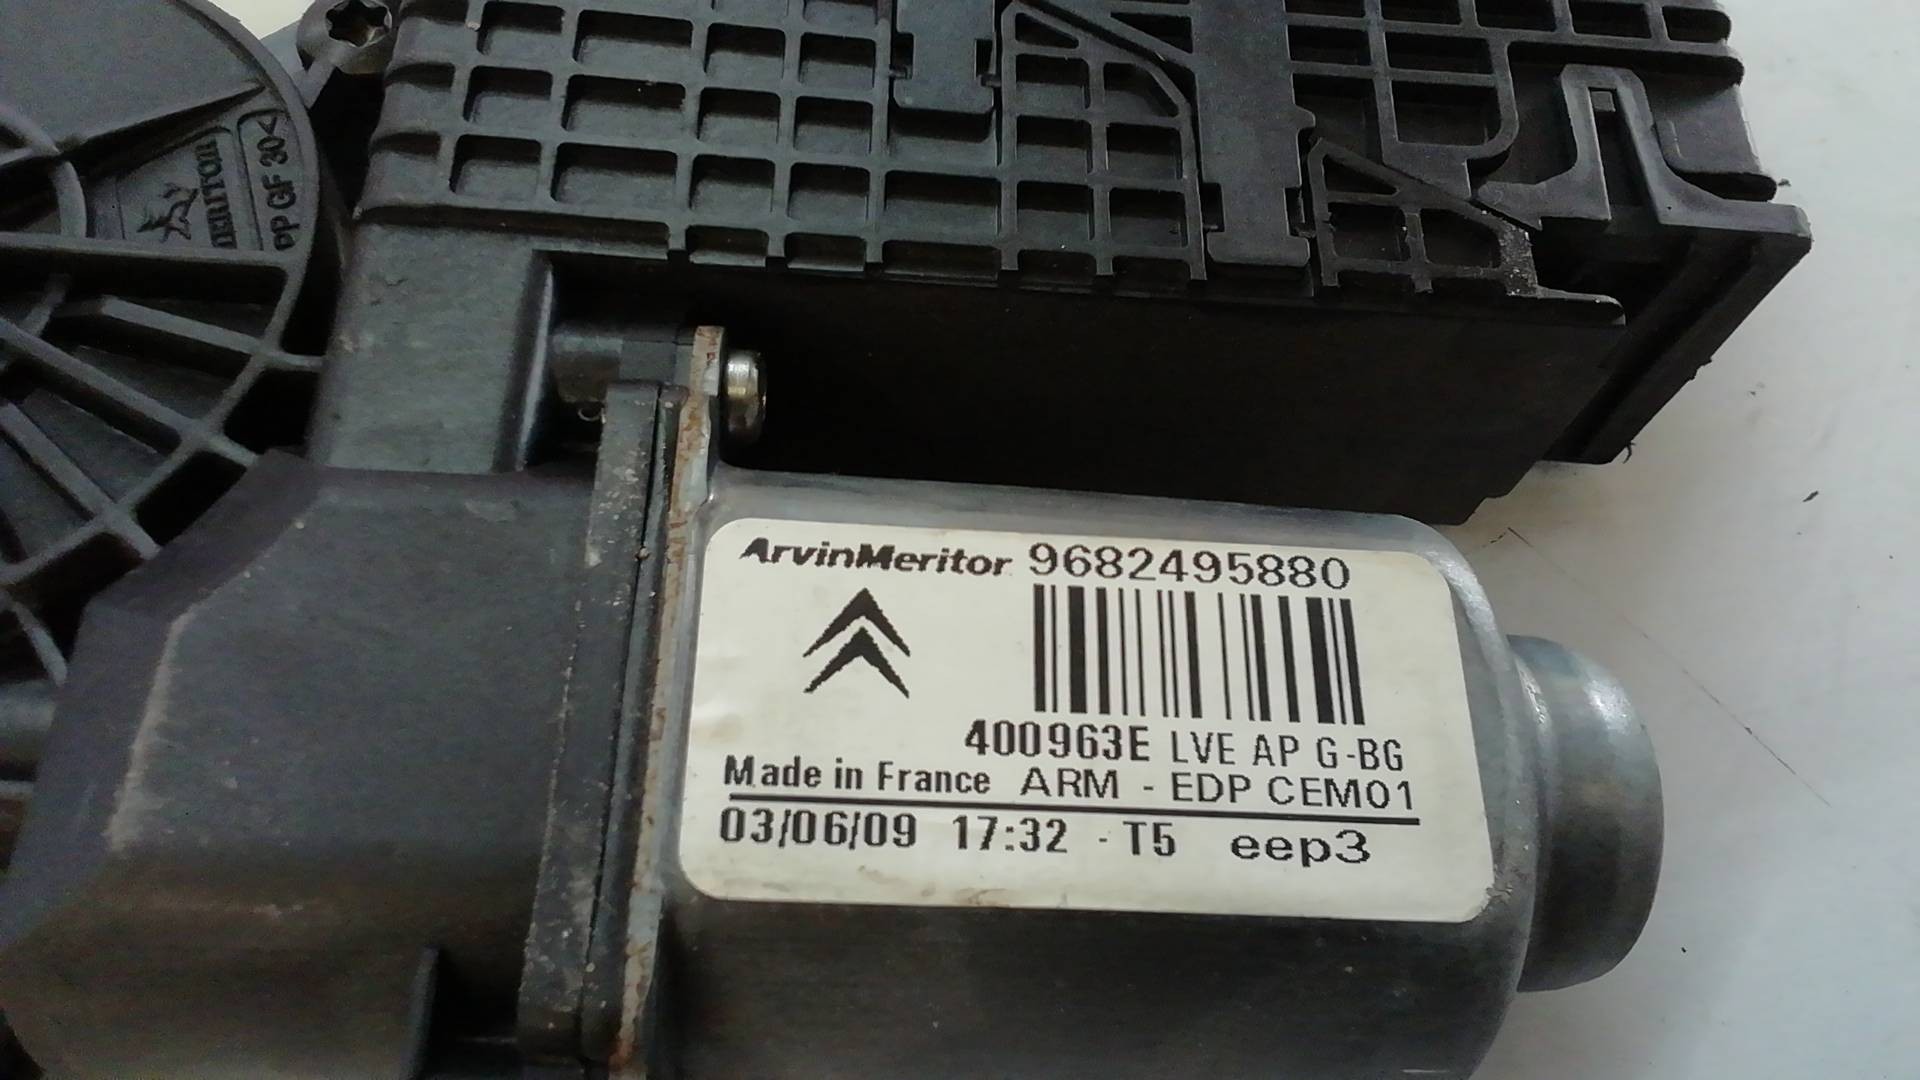 ArvinMeritor 9682495880
400963E LVE AP G-BG
Made in France ARM - EDP CEM01
03/06/09 17:32 - T5 eep3
PP GF 30<